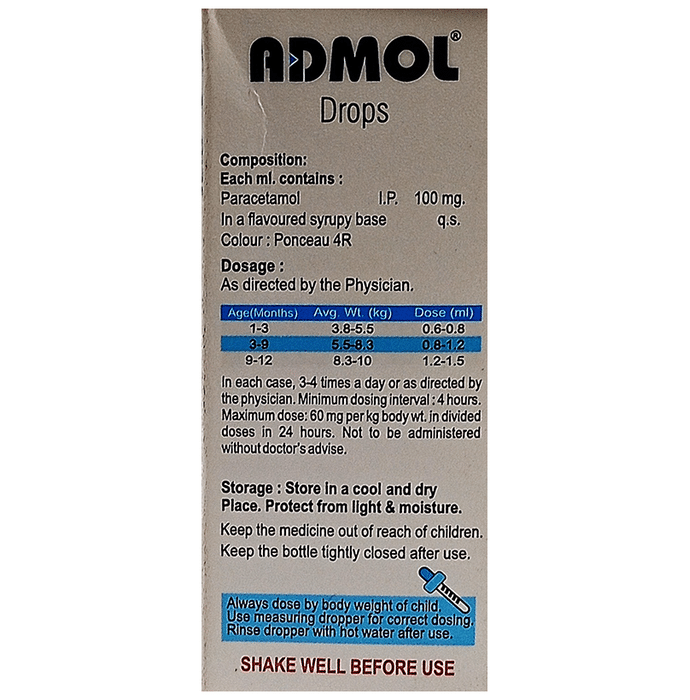 ADMOL®
Drops
Composition:
Each ml. contains :
Paracetamol I.P. 100 mg.
In a flavoured syrupy base q.s.
Colour : Ponceau 4R
Dosage :
As directed by the Physician.
Age(Months) Avg. Wt. (kg) Dose (ml)
1-3 3.8-5.5 0.6-0.8
3-9 5.5-8.3 0.8-1.2
9-12 8.3-10 1.2-1.5
In each case, 3-4 times a day or as directed by
the physician. Minimum dosing interval : 4 hours.
Maximum dose: 60 mg per kg body wt. in divided
doses in 24 hours. Not to be administered
without doctor's advise.
Storage : Store in a cool and dry
Place. Protect from light & moisture.
Keep the medicine out of reach of children.
Keep the bottle tightly closed after use.
Always dose by body weight of child.
Use measuring dropper for correct dosing.
Rinse dropper with hot water after use.
SHAKE WELL BEFORE USE